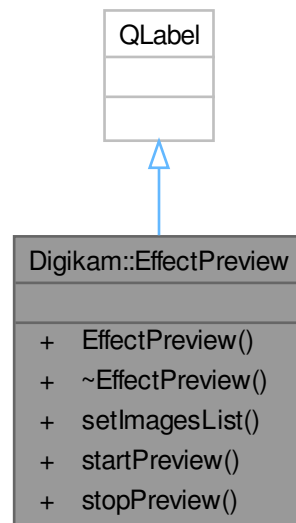 QLabel
Digikam::EffectPreview
+ EffectPreview()
+ ~EffectPreview()
+ setImagesList()
+ startPreview()
+ stopPreview()